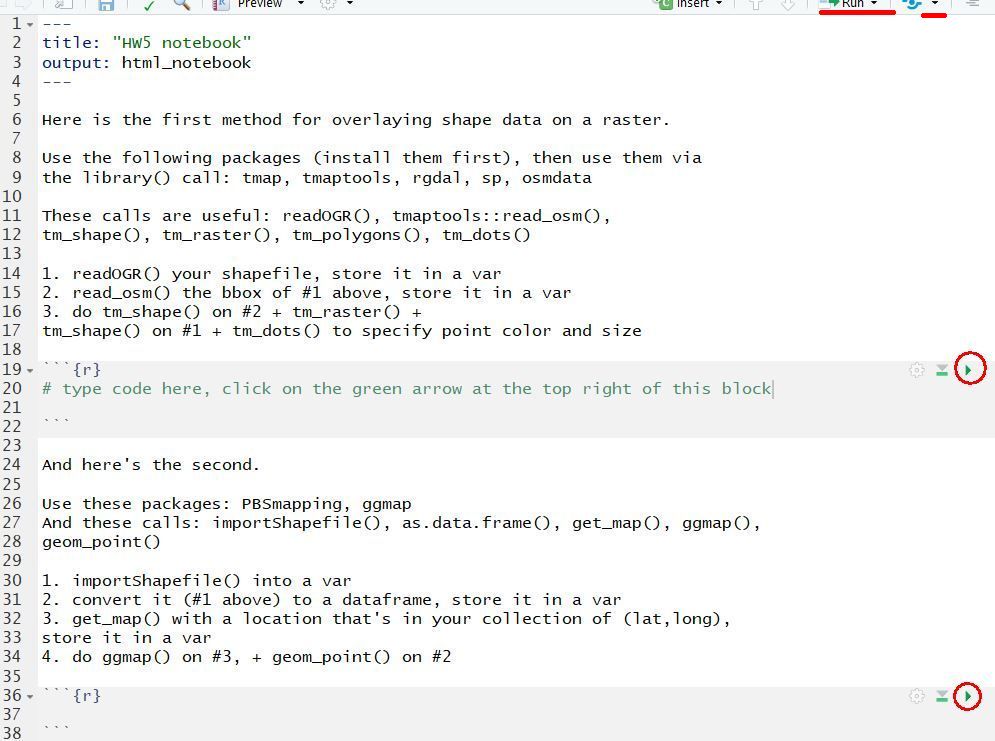 Preview Insert Run
1 ---
2 title: "HW5 notebook"
3 output: html_notebook
4 ---
5
6 Here is the first method for overlaying shape data on a raster.
7
8 Use the following packages (install them first), then use them via
9 the library() call: tmap, tmaptools, rgdal, sp, osmdata
10
11 These calls are useful: readOGR(), tmaptools::read_osm(),
12 tm_shape(), tm_raster(), tm_polygons(), tm_dots()
13
14 1. readOGR() your shapefile, store it in a var
15 2. read_osm() the bbox of #1 above, store it in a var
16 3. do tm_shape() on #2 + tm_raster() +
17 tm_shape() on #1 + tm_dots() to specify point color and size
18
19 ```{r}
20 # type code here, click on the green arrow at the top right of this block
21
22 ```
23
24 And here's the second.
25
26 Use these packages: PBSmapping, ggmap
27 And these calls: importShapefile(), as.data.frame(), get_map(), ggmap(),
28 geom_point()
29
30 1. importShapefile() into a var
31 2. convert it (#1 above) to a dataframe, store it in a var
32 3. get_map() with a location that's in your collection of (lat,long),
33 store it in a var
34 4. do ggmap() on #3, + geom_point() on #2
35
36 ```{r}
37
38 ```